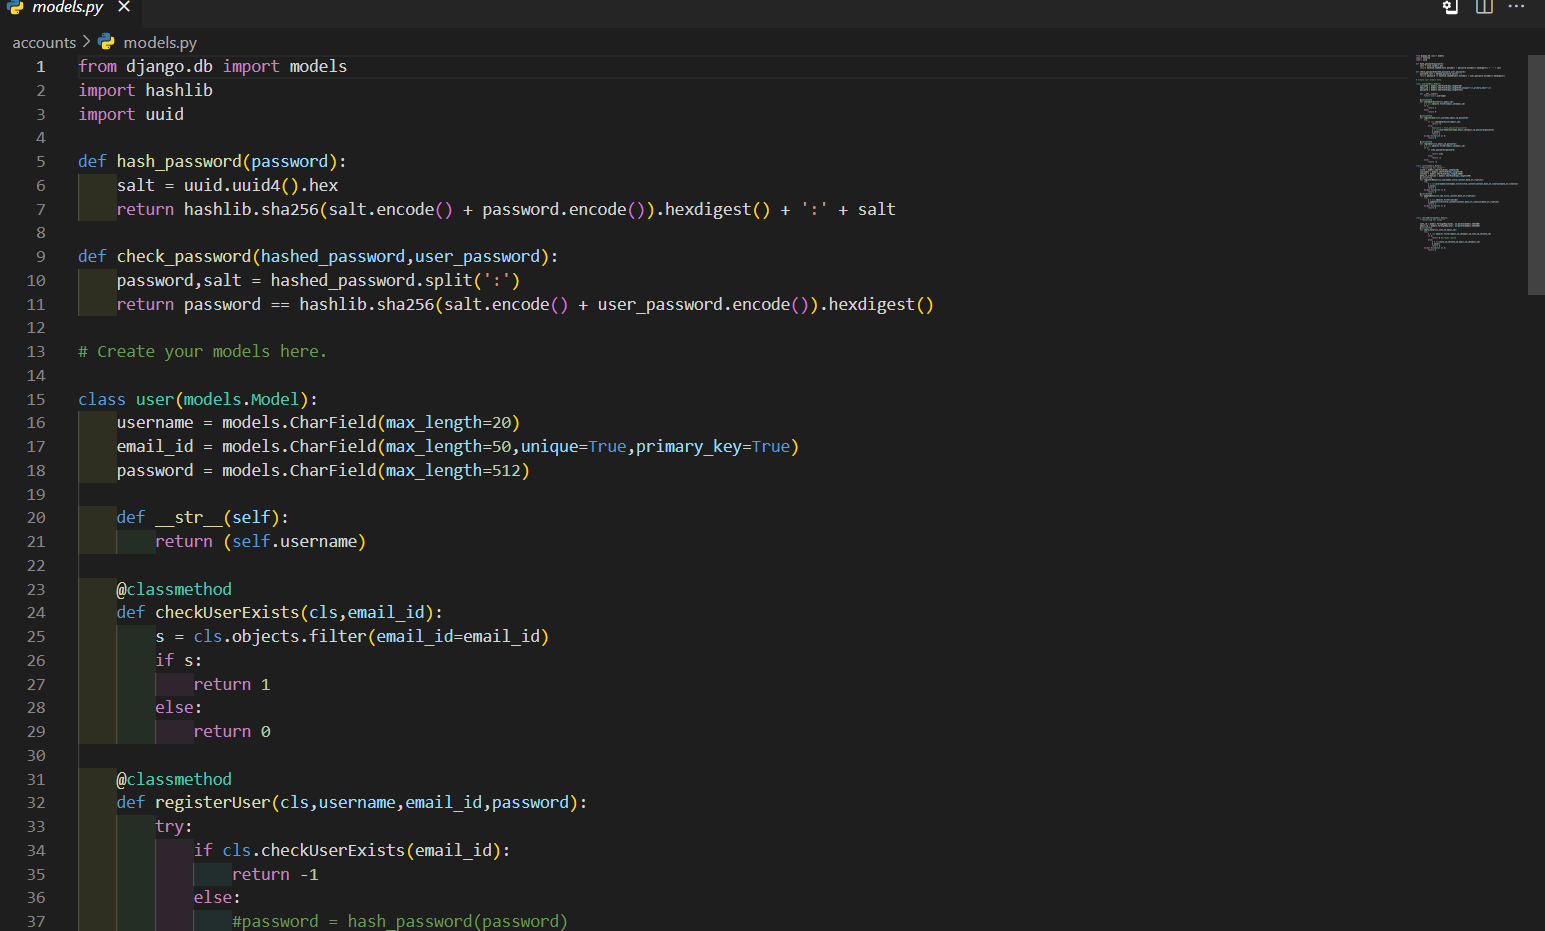 models.py
accounts > models.py
1 from django.db import models
2 import hashlib
3 import uuid
4
5 def hash_password(password):
6     salt = uuid.uuid4().hex
7     return hashlib.sha256(salt.encode() + password.encode()).hexdigest() + ':' + salt
8
9 def check_password(hashed_password,user_password):
10     password,salt = hashed_password.split(':')
11     return password == hashlib.sha256(salt.encode() + user_password.encode()).hexdigest()
12
13 # Create your models here.
14
15 class user(models.Model):
16     username = models.CharField(max_length=20)
17     email_id = models.CharField(max_length=50,unique=True,primary_key=True)
18     password = models.CharField(max_length=512)
19
20     def __str__(self):
21         return (self.username)
22
23     @classmethod
24     def checkUserExists(cls,email_id):
25         s = cls.objects.filter(email_id=email_id)
26         if s:
27             return 1
28         else:
29             return 0
30
31     @classmethod
32     def registerUser(cls,username,email_id,password):
33         try:
34             if cls.checkUserExists(email_id):
35                 return -1
36             else:
37                 #password = hash_password(password)